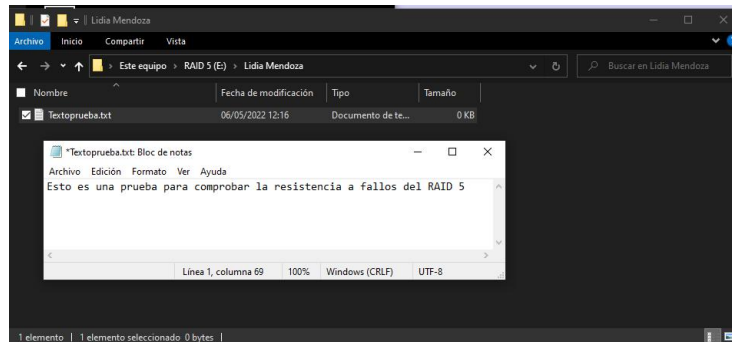 Lidia Mendoza
Archivo Inicio Compartir Vista
Este equipo > RAID 5 (E:) > Lidia Mendoza
Buscar en Lidia Mendoza
Nombre Fecha de modificación Tipo Tamaño
Textoprueba.txt 06/05/2022 12:16 Documento de te... 0 KB
*Textoprueba.txt: Bloc de notas
Archivo Edición Formato Ver Ayuda
Esto es una prueba para comprobar la resistencia a fallos del RAID 5
Línea 1, columna 69 100% Windows (CRLF) UTF-8
1 elemento | 1 elemento seleccionado 0 bytes |